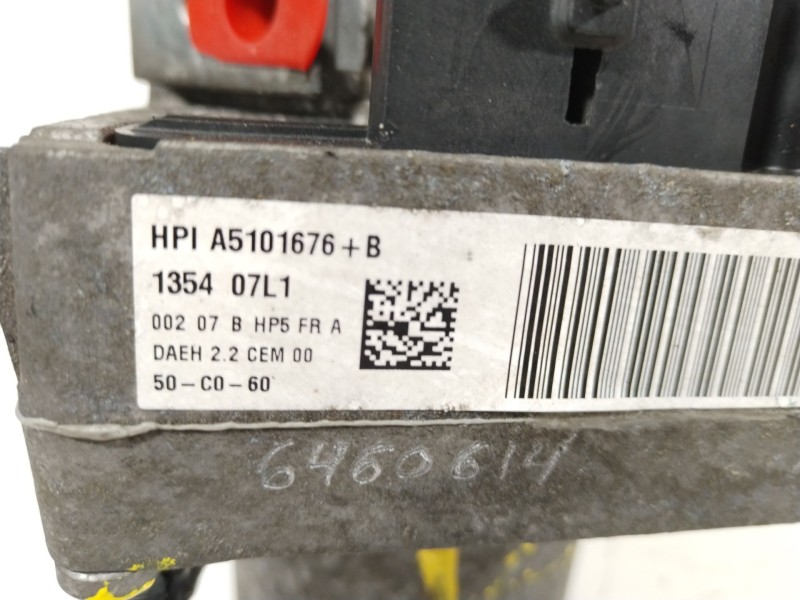 HPI A5101676+B
1354 07L1
002 07 B HP5 FR A
DAEH 2.2 CEM 00
50-C0-60
6460614